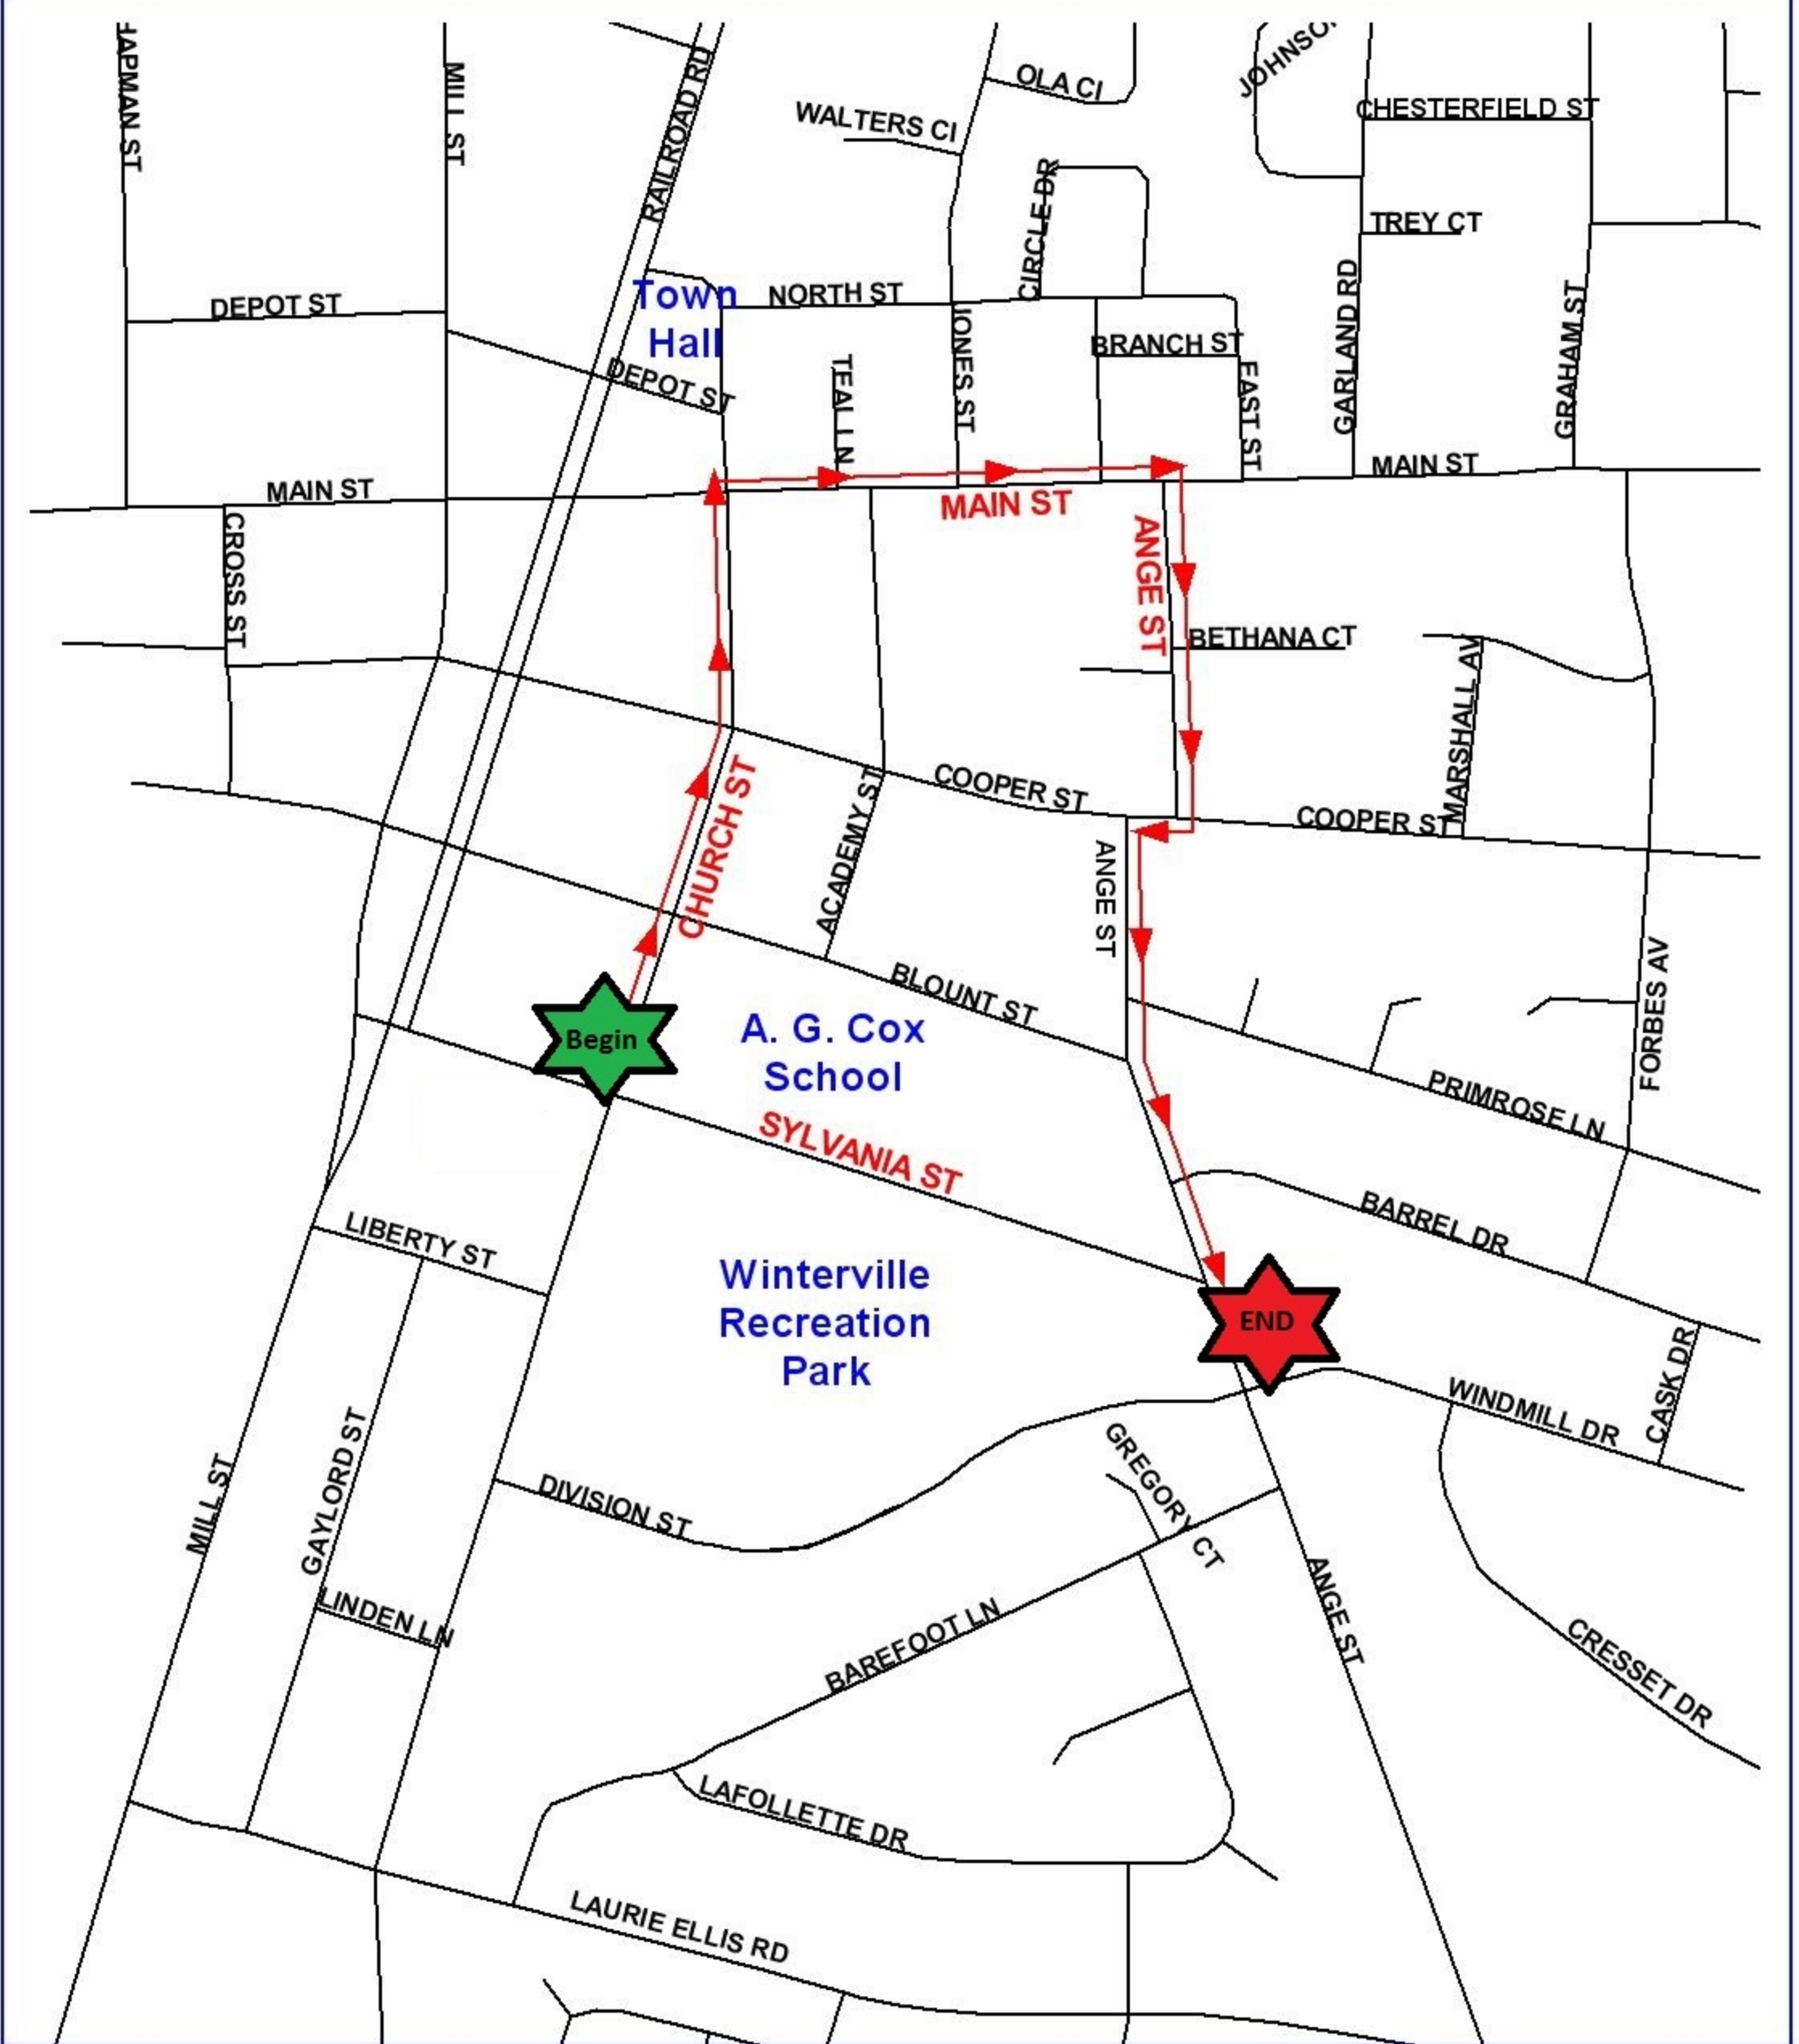 HAPMAN ST
MILL ST
RAILROAD RD
WALTERS CI
OLA CI
JOHNSO
CHESTERFIELD ST
TREY CT
CIRCLE DR
DEPOT ST
Town
Hall
NORTH ST
DEPOT ST
TEAL LN
JONES ST
BRANCH ST
EAST ST
GARLAND RD
GRAHAM ST
MAIN ST
MAIN ST
MAIN ST
CROSS ST
ANGE ST
BETHANA CT
MARSHALL AV
CHURCH ST
ACADEMY ST
COOPER ST
COOPER ST
ANGE ST
BLOUNT ST
FORBES AV
Begin
A. G. Cox
School
PRIMROSE LN
SYLVANIA ST
BARREL DR
LIBERTY ST
Winterville
Recreation
Park
END
CASK DR
WINDMILL DR
GREGORY CT
MILL ST
GAYLORD ST
DIVISION ST
LINDEN LN
BAREFOOT LN
ANGE ST
CRESSET DR
LAFOLLETTE DR
LAURIE ELLIS RD